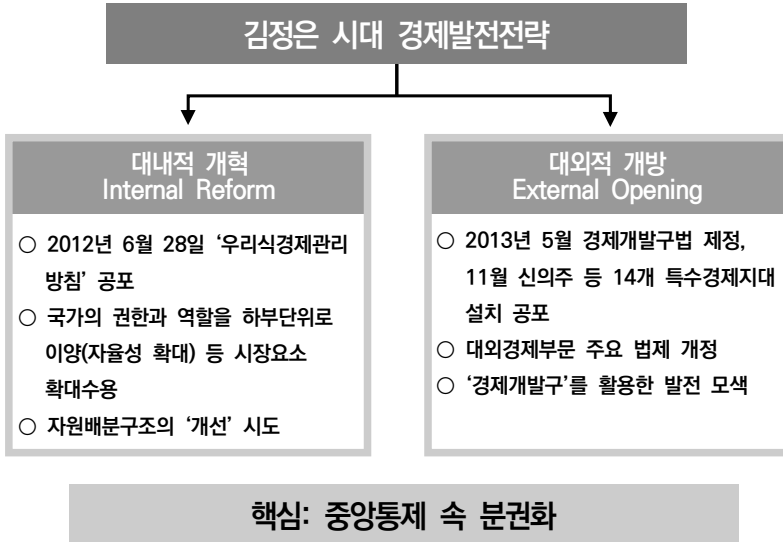 김정은 시대 경제발전전략
대내적 개혁
Internal Reform
○ 2012년 6월 28일 ‘우리식경제관리
방침’ 공포
○ 국가의 권한과 역할을 하부단위로
이양(자율성 확대) 등 시장요소
확대수용
○ 자원배분구조의 ‘개선’ 시도
대외적 개방
External Opening
○ 2013년 5월 경제개발구법 제정,
11월 신의주 등 14개 특수경제지대
설치 공포
○ 대외경제부문 주요 법제 개정
○ ‘경제개발구’를 활용한 발전 모색
핵심: 중앙통제 속 분권화